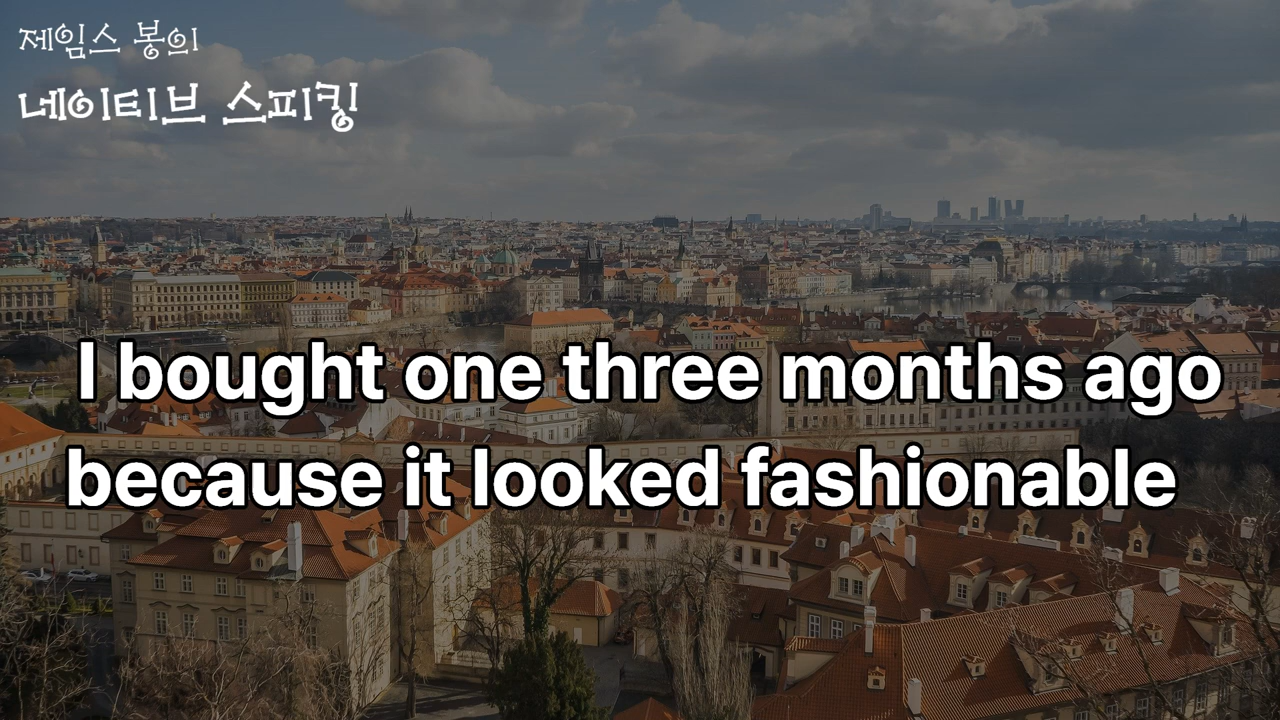 제임스 봉의
네이티브 스피킹
I bought one three months ago
because it looked fashionable